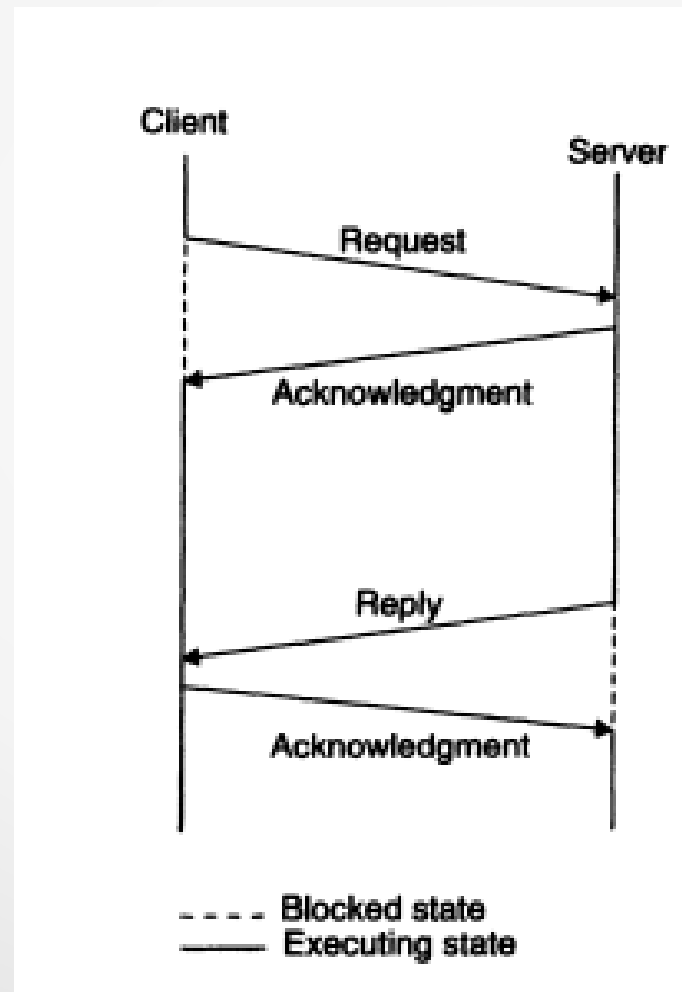 Client
Server
Request
Acknowledgment
Reply
Acknowledgment
Blocked state
Executing state